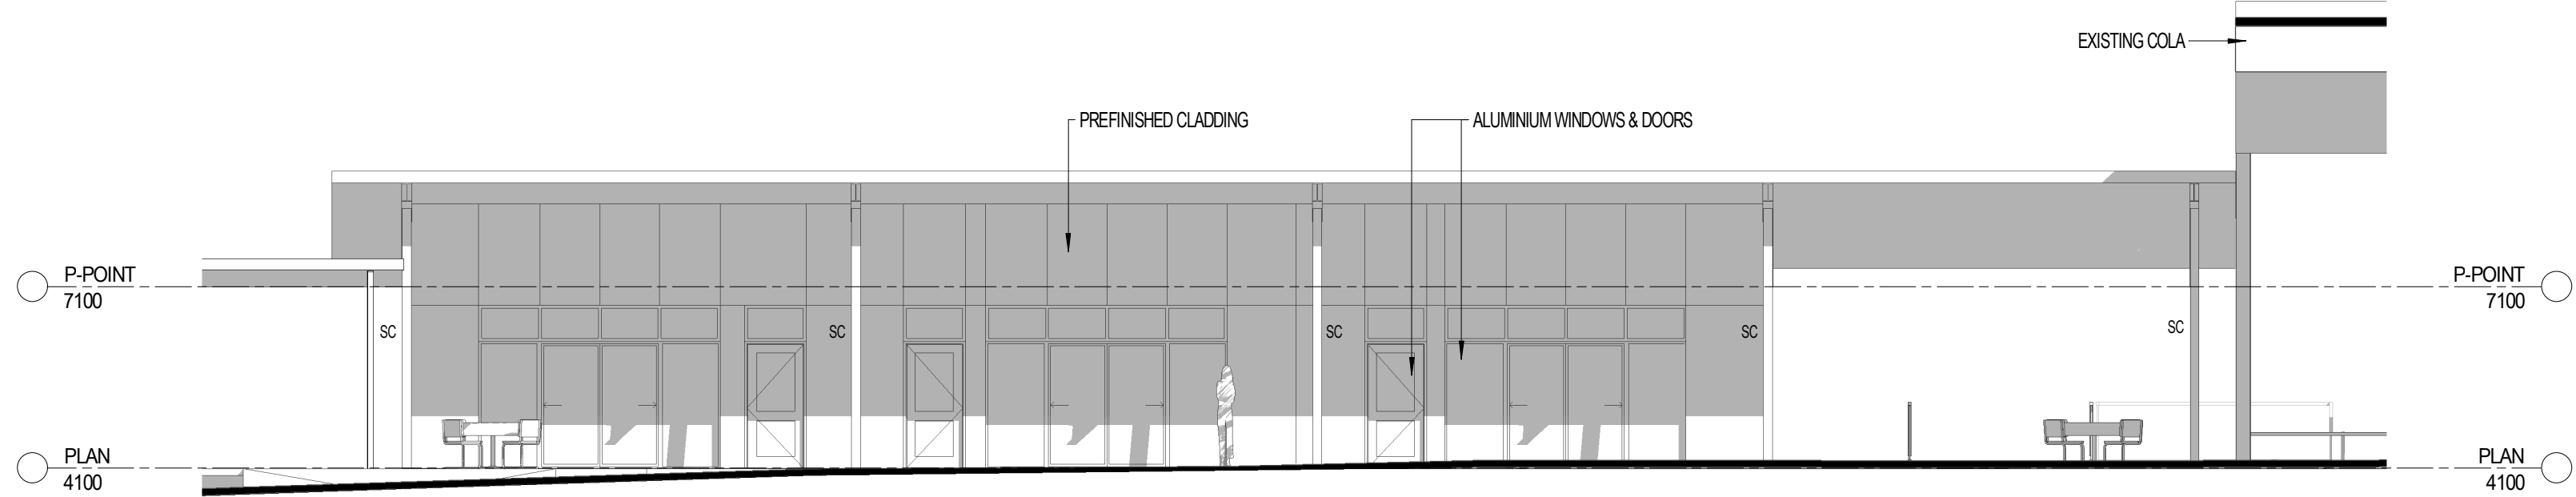 EXISTING COLA
PREFINISHED CLADDING
ALUMINIUM WINDOWS & DOORS
P-POINT
7100
P-POINT
7100
SC
SC
SC
SC
SC
PLAN
4100
PLAN
4100